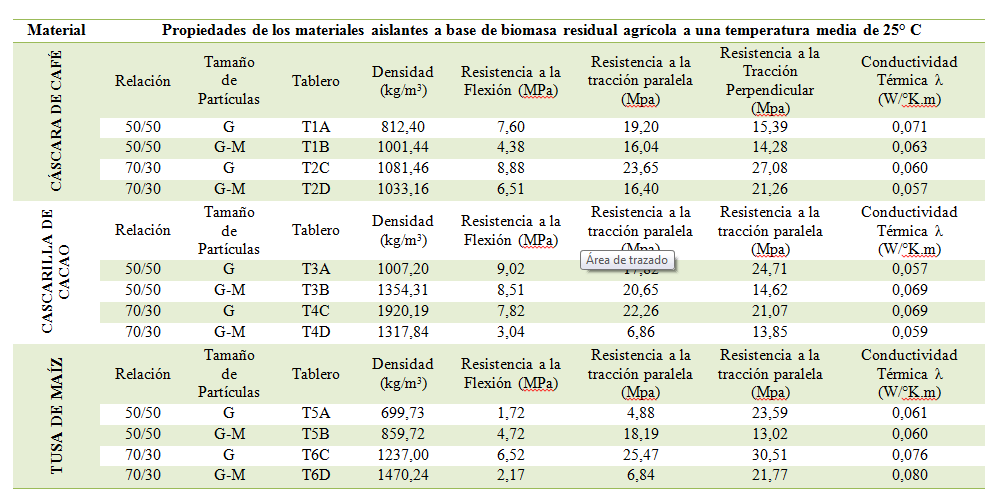 Material Propiedades de los materiales aislantes a base de biomasa residual agrícola a una temperatura media de 25° C
CÁSCARA DE CAFÉ
Relación Tamaño de Partículas Tablero Densidad (kg/m³) Resistencia a la Flexión (MPa) Resistencia a la tracción paralela (Mpa) Resistencia a la Tracción Perpendicular (Mpa) Conductividad Térmica λ (W/°K.m)
50/50 G T1A 812,40 7,60 19,20 15,39 0,071
50/50 G-M T1B 1001,44 4,38 16,04 14,28 0,063
70/30 G T2C 1081,46 8,88 23,65 27,08 0,060
70/30 G-M T2D 1033,16 6,51 16,40 21,26 0,057
CASCARILLA DE CACAO
Relación Tamaño de Partículas Tablero Densidad (kg/m³) Resistencia a la Flexión (MPa) Resistencia a la tracción paralela Resistencia a la tracción paralela (Mpa) Conductividad Térmica λ (W/°K.m)
Área de trazado
50/50 G T3A 1007,20 9,02 24,71 0,057
50/50 G-M T3B 1354,31 8,51 20,65 14,62 0,069
70/30 G T4C 1920,19 7,82 22,26 21,07 0,069
70/30 G-M T4D 1317,84 3,04 6,86 13,85 0,059
TUSA DE MAÍZ
Relación Tamaño de Partículas Tablero Densidad (kg/m³) Resistencia a la Flexión (MPa) Resistencia a la tracción paralela (Mpa) Resistencia a la tracción paralela (Mpa) Conductividad Térmica λ (W/°K.m)
50/50 G T5A 699,73 1,72 4,88 23,59 0,061
50/50 G-M T5B 859,72 4,72 18,19 13,02 0,060
70/30 G T6C 1237,00 6,52 25,47 30,51 0,076
70/30 G-M T6D 1470,24 2,17 6,84 21,77 0,080